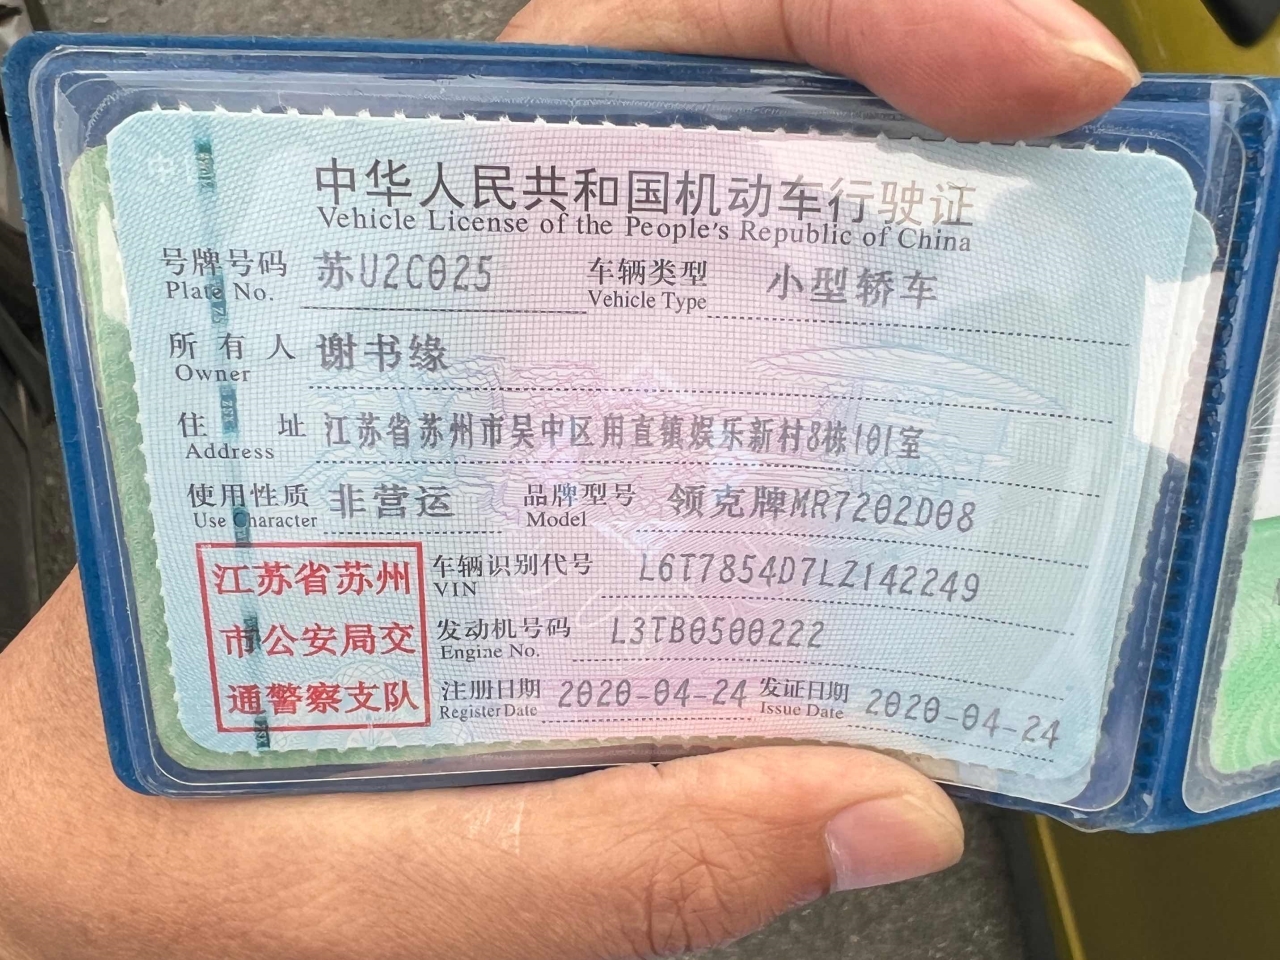 中华人民共和国机动车行驶证
Vehicle License of the People's Republic of China
号牌号码 苏U2C025 车辆类型 小型轿车
Plate No. Vehicle Type
所有人 谢书缘
Owner
住址 江苏省苏州市吴中区甪直镇娱乐新村8栋101室
Address
使用性质 非营运 品牌型号 领克牌MR7202D08
Use Character Model
江苏省苏州
市公安局交
通警察支队
车辆识别代号 L6T7854D7LZ142249
VIN
发动机号码 L3TB0500222
Engine No.
注册日期 2020-04-24 发证日期 2020-04-24
Register Date Issue Date